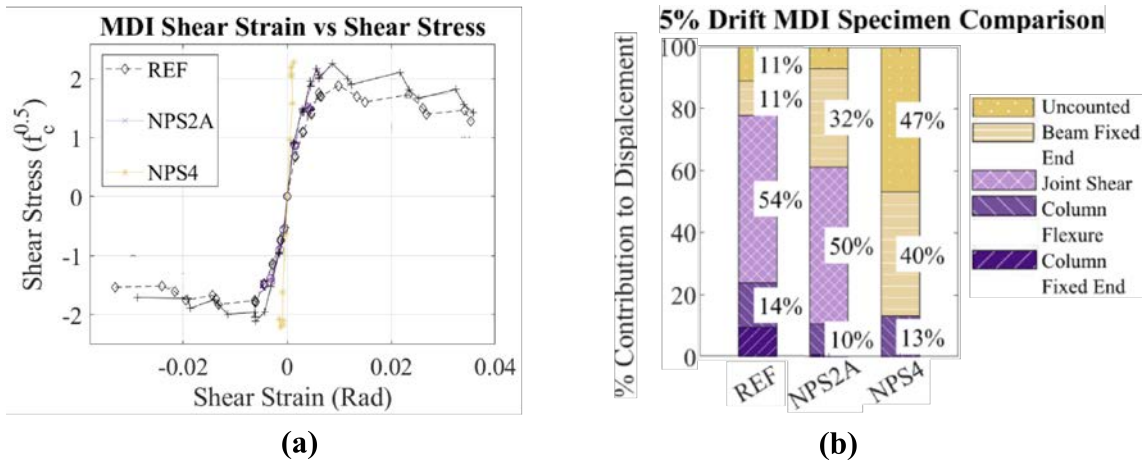 MDI Shear Strain vs Shear Stress
Shear Stress (f_c^0.5)
2
1
0
-1
-2
REF
NPS2A
NPS4
-0.02
0
0.02
0.04
Shear Strain (Rad)
(a)
5% Drift MDI Specimen Comparison
% Contribution to Dispalcement
100
80
60
40
20
0
11%
11%
54%
14%
32%
50%
10%
47%
40%
13%
REF
NPS2A
NPS4
Uncounted
Beam Fixed
End
Joint Shear
Column
Flexure
Column
Fixed End
(b)